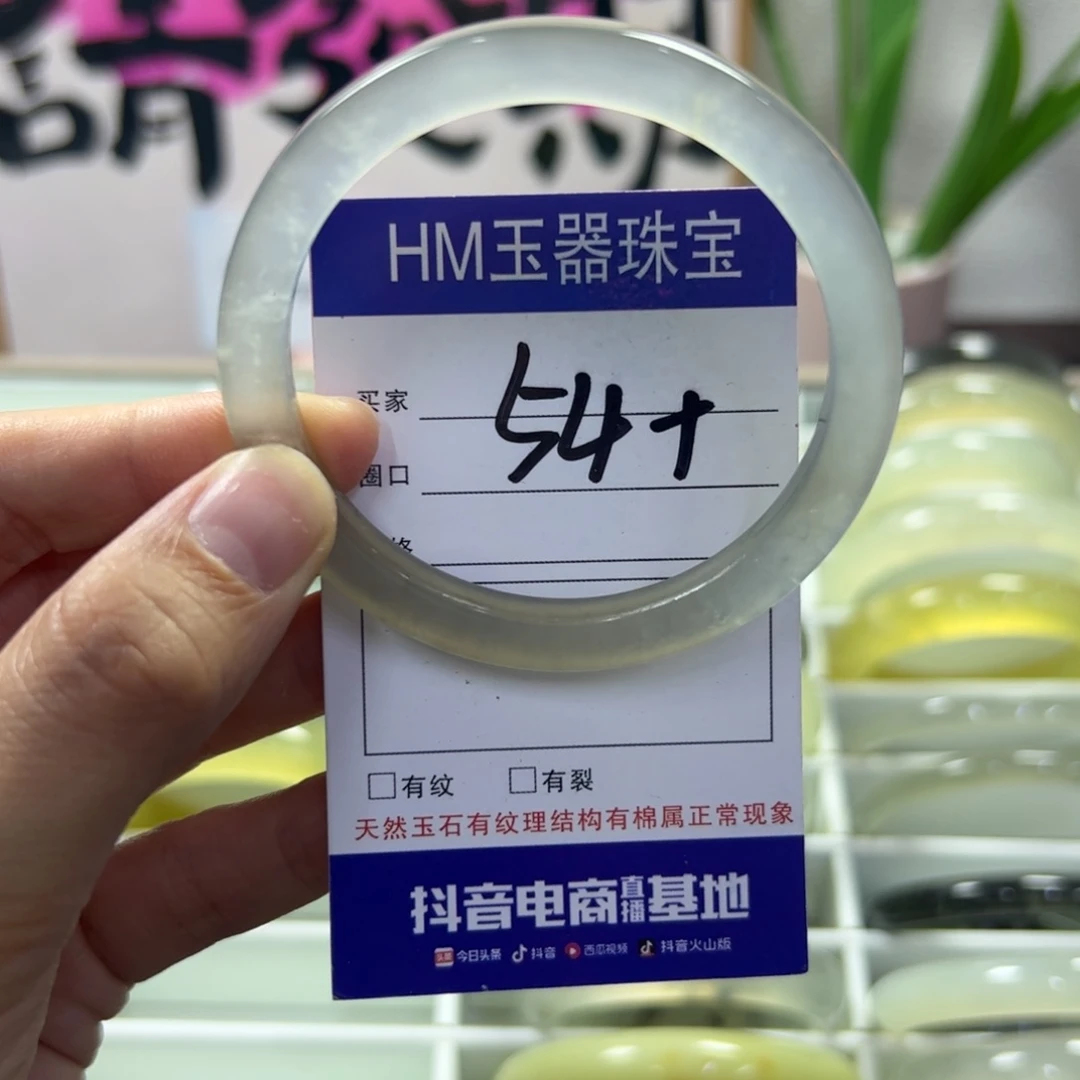 請
HM玉器珠宝
买家
54+
圈口
□有纹 □有裂
天然玉石有纹理结构有棉属正常现象
抖音电商直播基地
今日头条 抖音 西瓜视频 抖音火山版